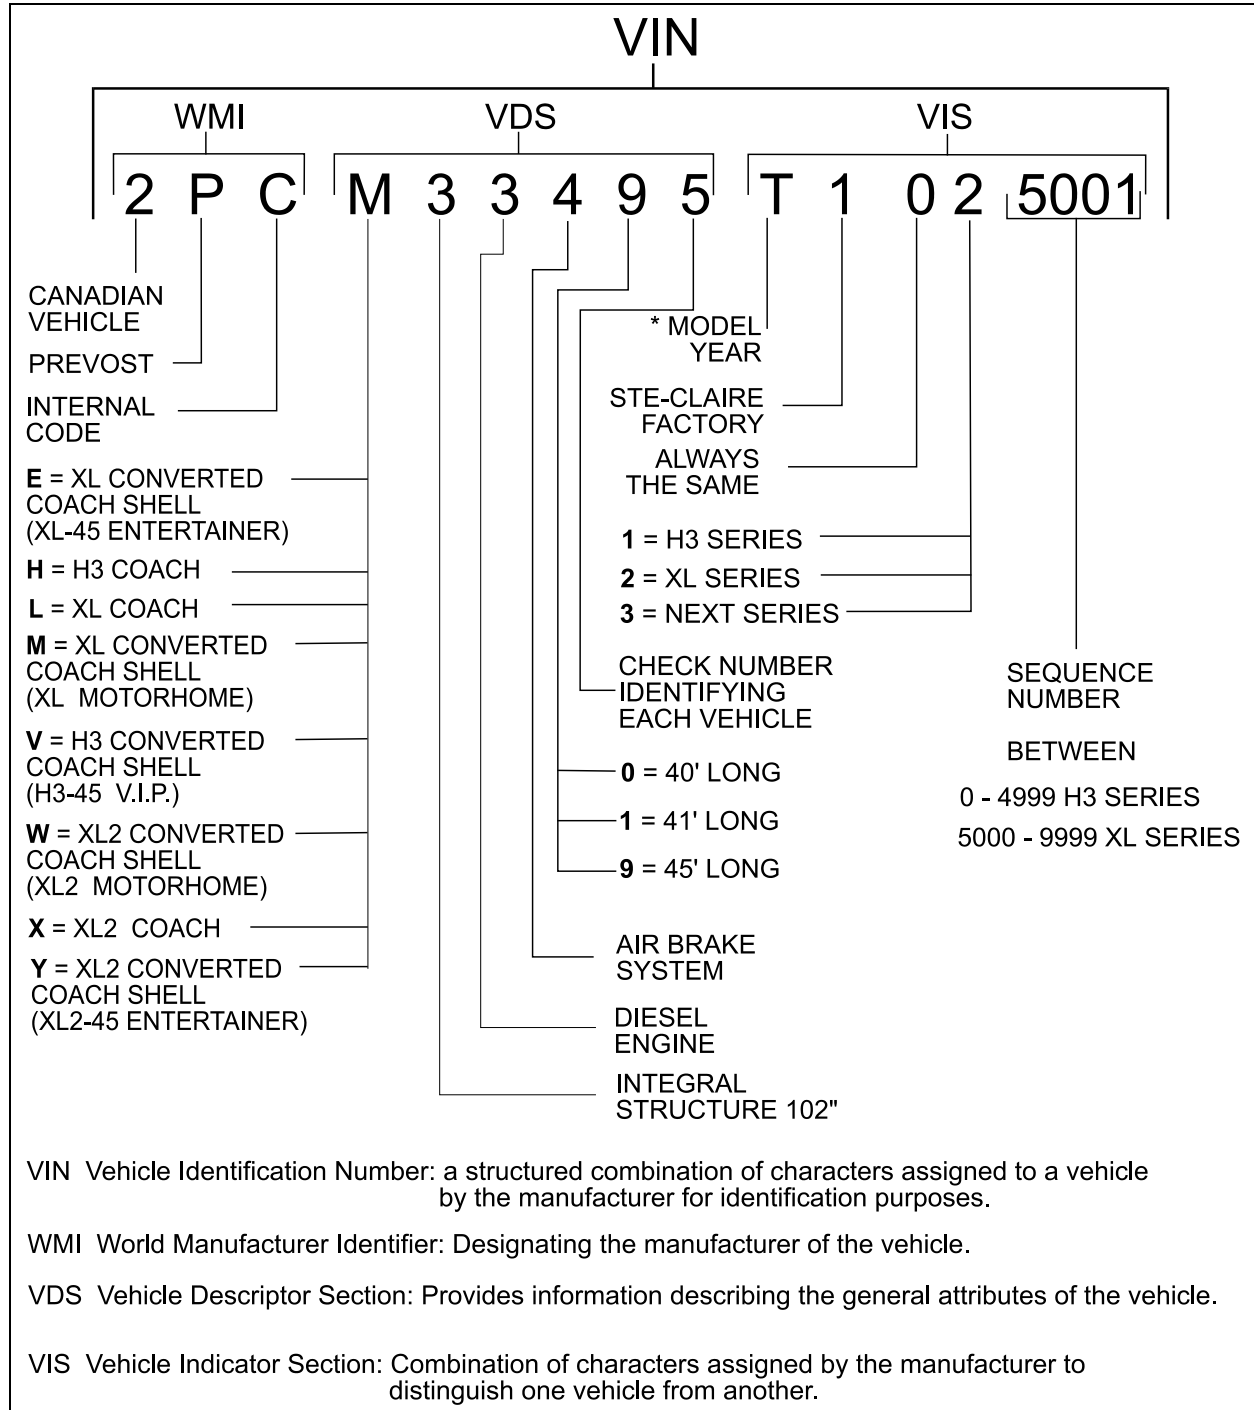 VIN
WMI VDS VIS
2 P C M 3 3 4 9 5 T 1 0 2 5001
CANADIAN
VEHICLE
PREVOST
INTERNAL
CODE
E = XL CONVERTED
COACH SHELL
(XL-45 ENTERTAINER)
H = H3 COACH
L = XL COACH
M = XL CONVERTED
COACH SHELL
(XL MOTORHOME)
V = H3 CONVERTED
COACH SHELL
(H3-45 V.I.P.)
W = XL2 CONVERTED
COACH SHELL
(XL2 MOTORHOME)
X = XL2 COACH
Y = XL2 CONVERTED
COACH SHELL
(XL2-45 ENTERTAINER)
* MODEL
YEAR
STE-CLAIRE
FACTORY
ALWAYS
THE SAME
1 = H3 SERIES
2 = XL SERIES
3 = NEXT SERIES
CHECK NUMBER
IDENTIFYING
EACH VEHICLE
0 = 40' LONG
1 = 41' LONG
9 = 45' LONG
AIR BRAKE
SYSTEM
DIESEL
ENGINE
INTEGRAL
STRUCTURE 102"
SEQUENCE
NUMBER
BETWEEN
0 - 4999 H3 SERIES
5000 - 9999 XL SERIES
VIN Vehicle Identification Number: a structured combination of characters assigned to a vehicle
by the manufacturer for identification purposes.
WMI World Manufacturer Identifier: Designating the manufacturer of the vehicle.
VDS Vehicle Descriptor Section: Provides information describing the general attributes of the vehicle.
VIS Vehicle Indicator Section: Combination of characters assigned by the manufacturer to
distinguish one vehicle from another.